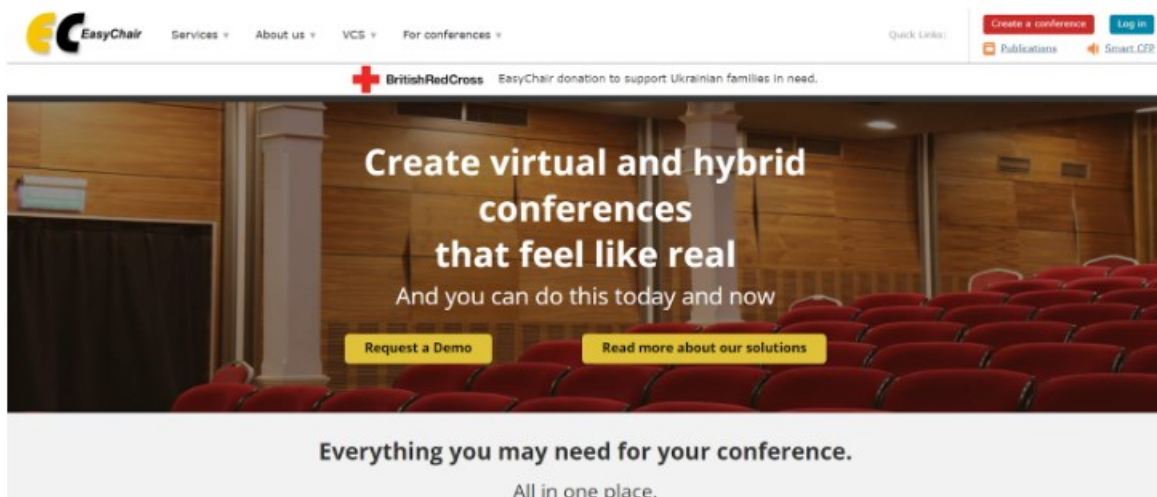 EC EasyChair Services About us VCS For conferences Quick Links: Create a conference Log in
Publications Smart CFP
BritishRedCross EasyChair donation to support Ukrainian families in need.
Create virtual and hybrid
conferences
that feel like real
And you can do this today and now
Request a Demo Read more about our solutions
Everything you may need for your conference.
All in one place.